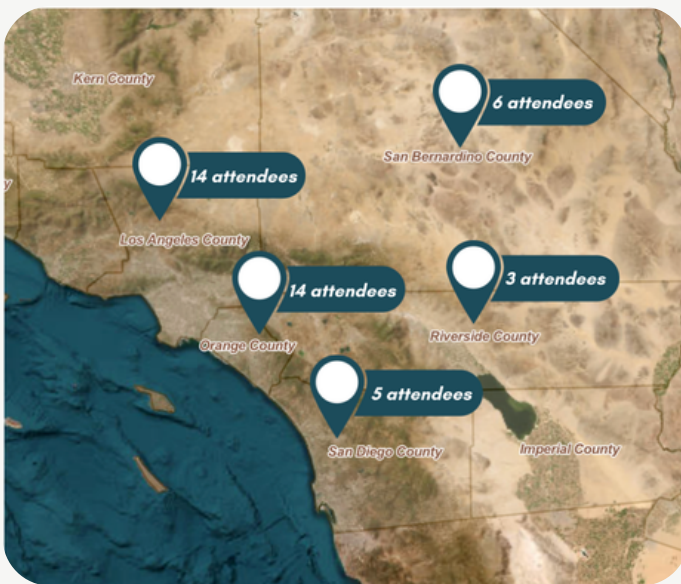 Kern County
6 attendees
San Bernardino County
14 attendees
Los Angeles County
14 attendees
3 attendees
Orange County
Riverside County
5 attendees
San Diego County
Imperial County
y